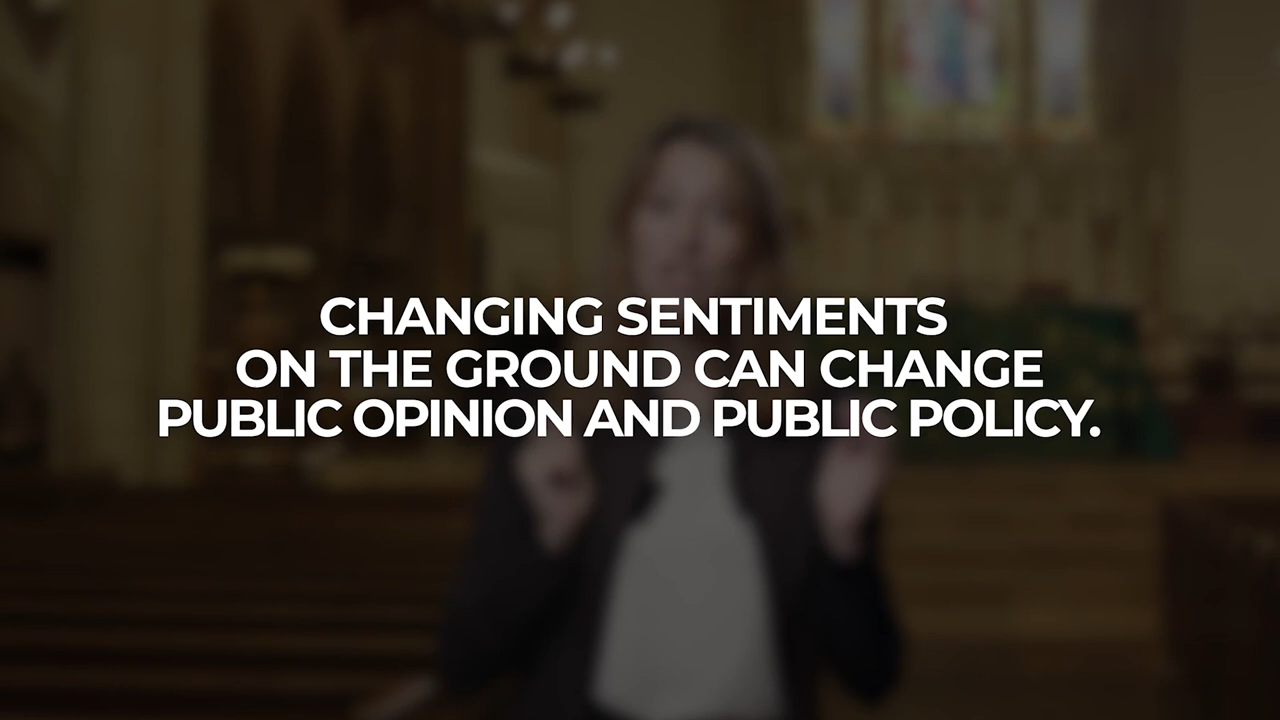 CHANGING SENTIMENTS
ON THE GROUND CAN CHANGE
PUBLIC OPINION AND PUBLIC POLICY.